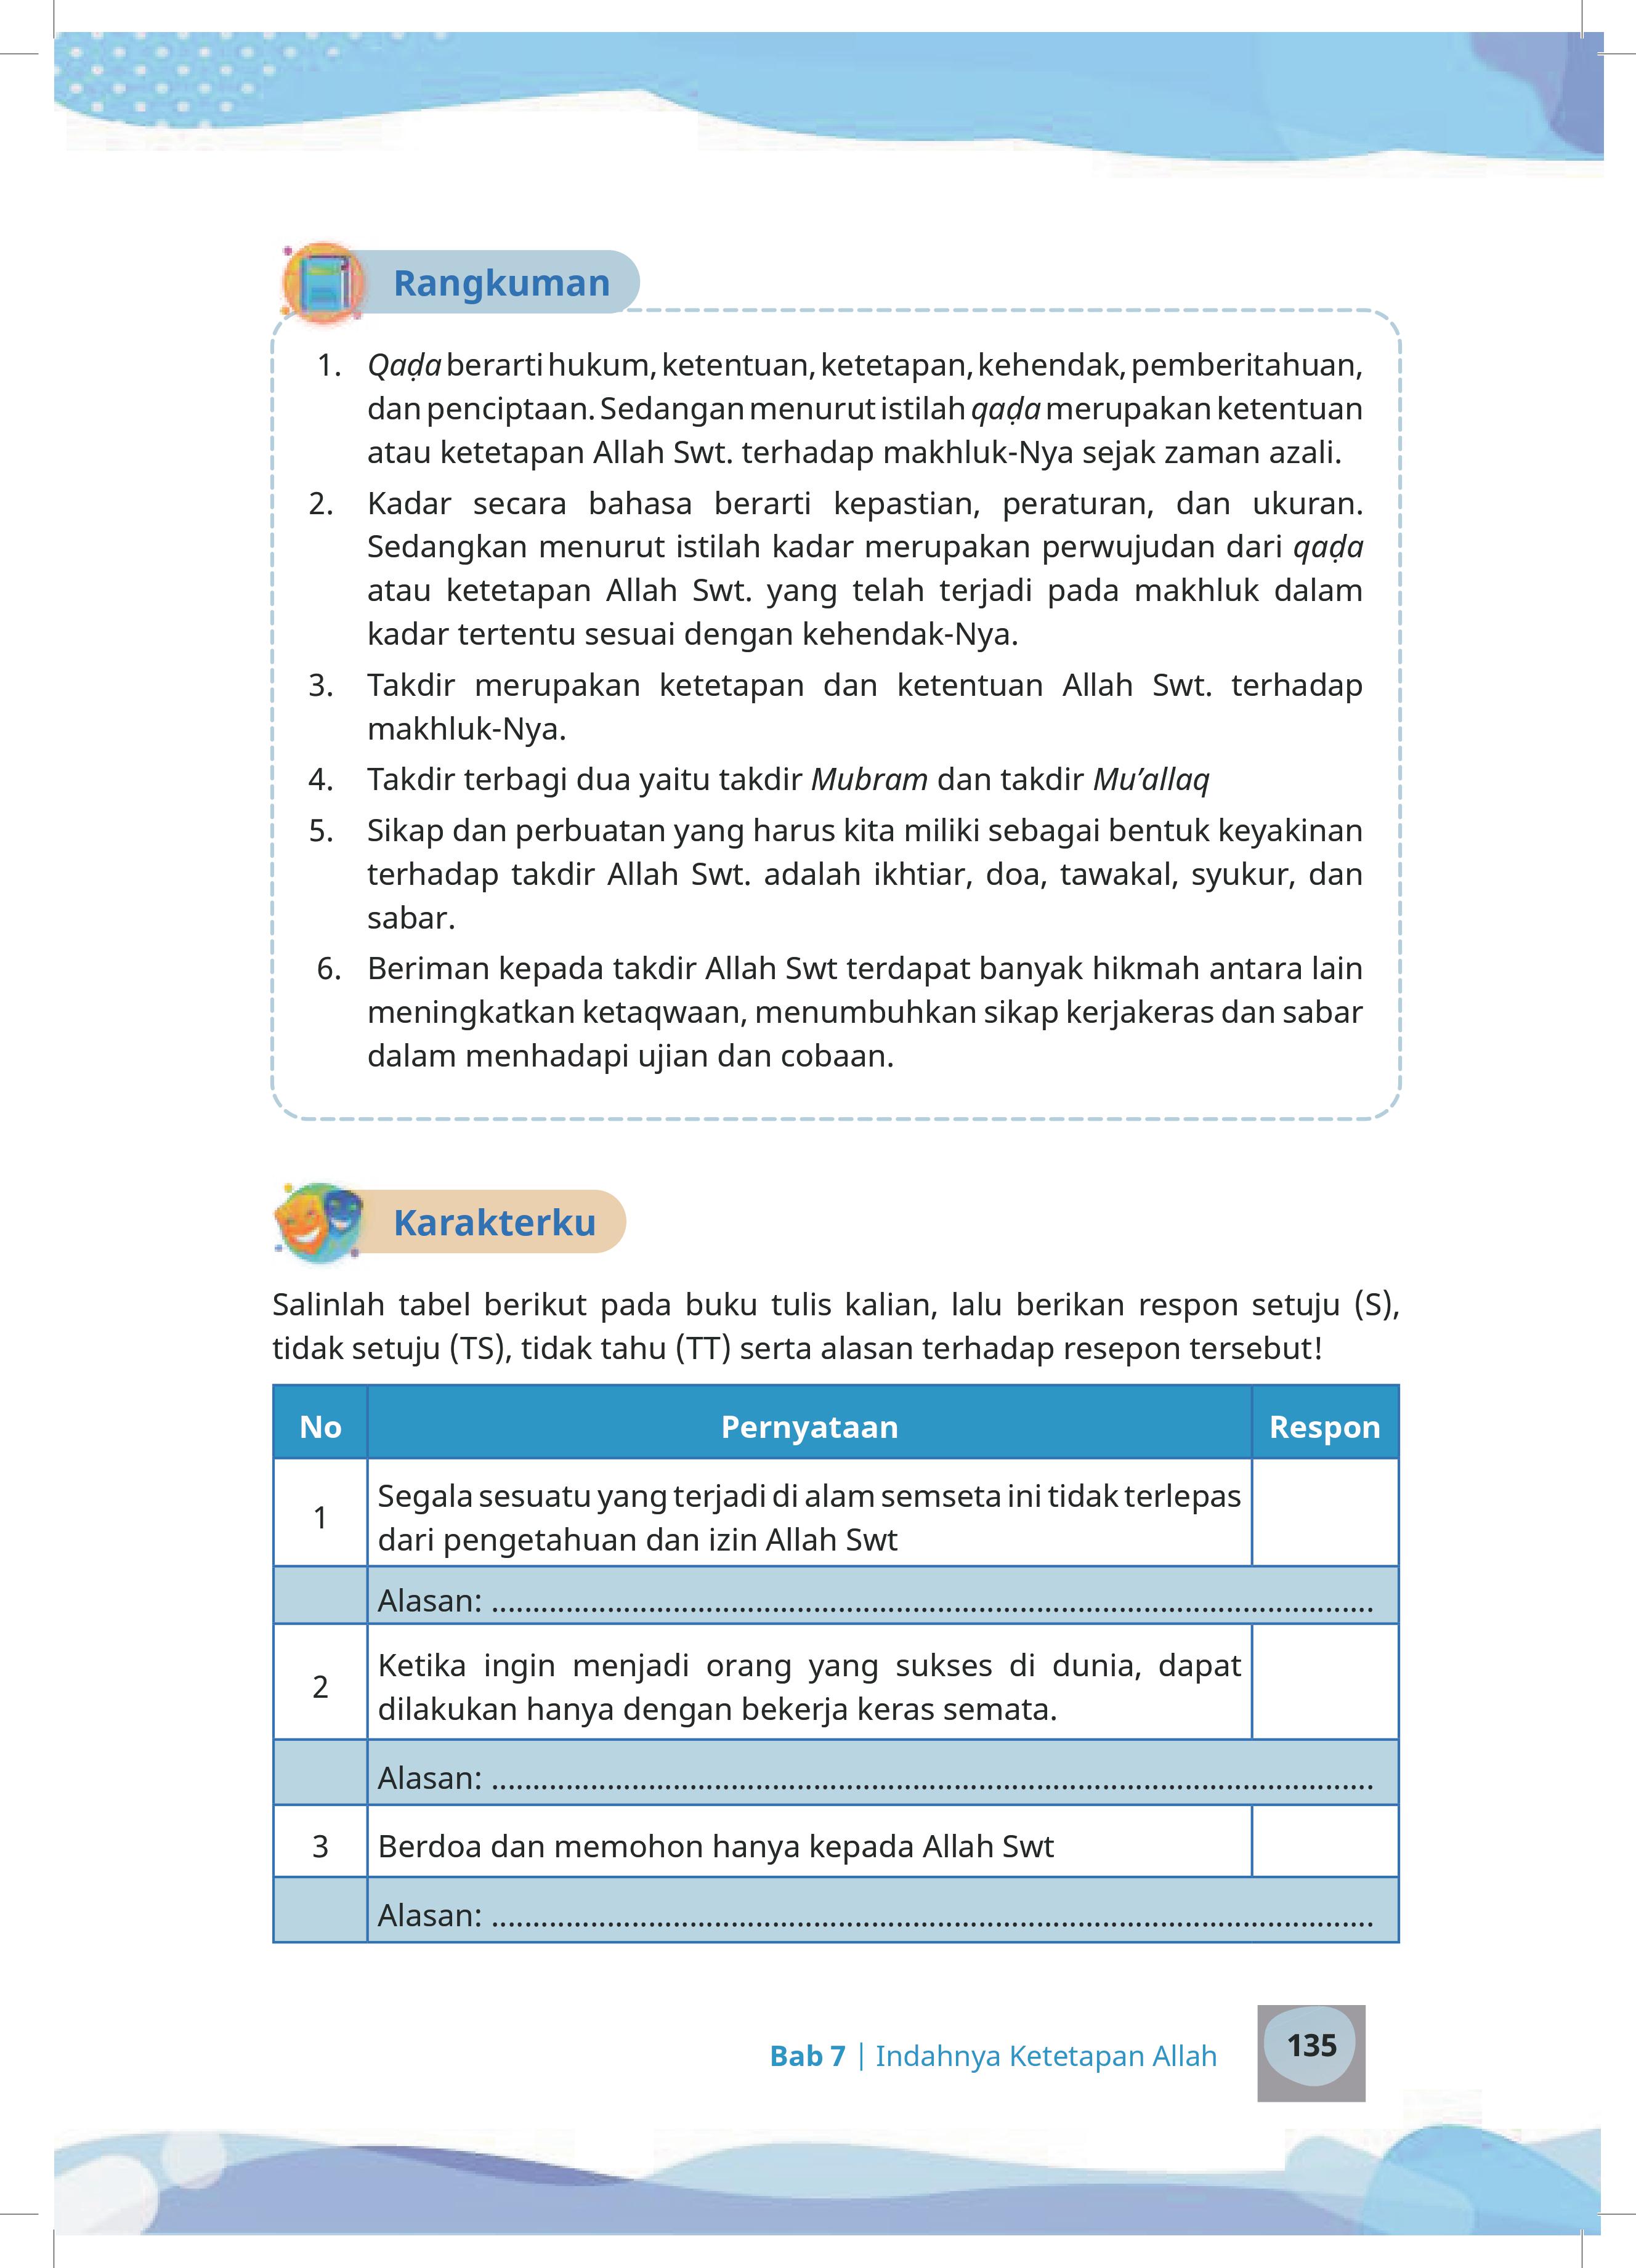 Rangkuman
1. Qaḍa berarti hukum, ketentuan, ketetapan, kehendak, pemberitahuan,
dan penciptaan. Sedangan menurut istilah qaḍa merupakan ketentuan
atau ketetapan Allah Swt. terhadap makhluk-Nya sejak zaman azali.
2. Kadar secara bahasa berarti kepastian, peraturan, dan ukuran.
Sedangkan menurut istilah kadar merupakan perwujudan dari qaḍa
atau ketetapan Allah Swt. yang telah terjadi pada makhluk dalam
kadar tertentu sesuai dengan kehendak-Nya.
3. Takdir merupakan ketetapan dan ketentuan Allah Swt. terhadap
makhluk-Nya.
4. Takdir terbagi dua yaitu takdir Mubram dan takdir Mu’allaq
5. Sikap dan perbuatan yang harus kita miliki sebagai bentuk keyakinan
terhadap takdir Allah Swt. adalah ikhtiar, doa, tawakal, syukur, dan
sabar.
6. Beriman kepada takdir Allah Swt terdapat banyak hikmah antara lain
meningkatkan ketaqwaan, menumbuhkan sikap kerjakeras dan sabar
dalam menhadapi ujian dan cobaan.
Karakterku
Salinlah tabel berikut pada buku tulis kalian, lalu berikan respon setuju (S),
tidak setuju (TS), tidak tahu (TT) serta alasan terhadap resepon tersebut!
No Pernyataan Respon
1 Segala sesuatu yang terjadi di alam semseta ini tidak terlepas
dari pengetahuan dan izin Allah Swt
Alasan: ............................................................................................................
2 Ketika ingin menjadi orang yang sukses di dunia, dapat
dilakukan hanya dengan bekerja keras semata.
Alasan: ............................................................................................................
3 Berdoa dan memohon hanya kepada Allah Swt
Alasan: ............................................................................................................
Bab 7 | Indahnya Ketetapan Allah 135